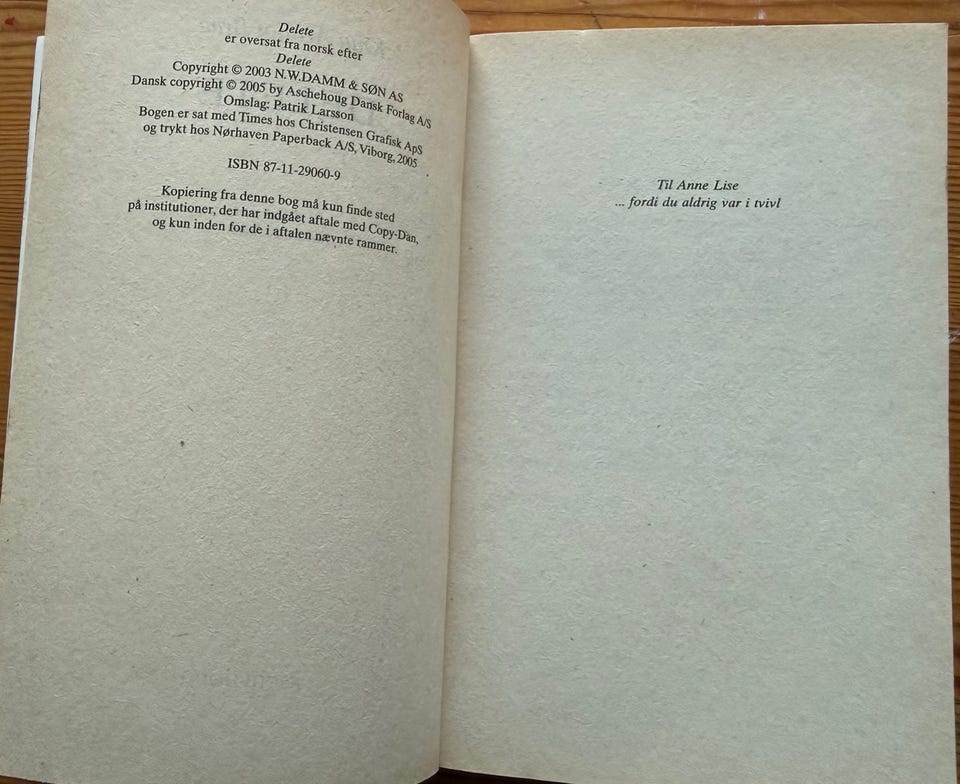 Delete
er oversat fra norsk efter
Delete
Copyright © 2003 N.W.DAMM & SØN AS
Dansk copyright © 2005 by Aschehoug Dansk Forlag A/S
Omslag: Patrik Larsson
Bogen er sat med Times hos Christensen Grafisk ApS
og trykt hos Nørhaven Paperback A/S, Viborg, 2005
ISBN 87-11-29060-9
Kopiering fra denne bog må kun finde sted
på institutioner, der har indgået aftale med Copy-Dan,
og kun inden for de i aftalen nævnte rammer.
Til Anne Lise
... fordi du aldrig var i tvivl